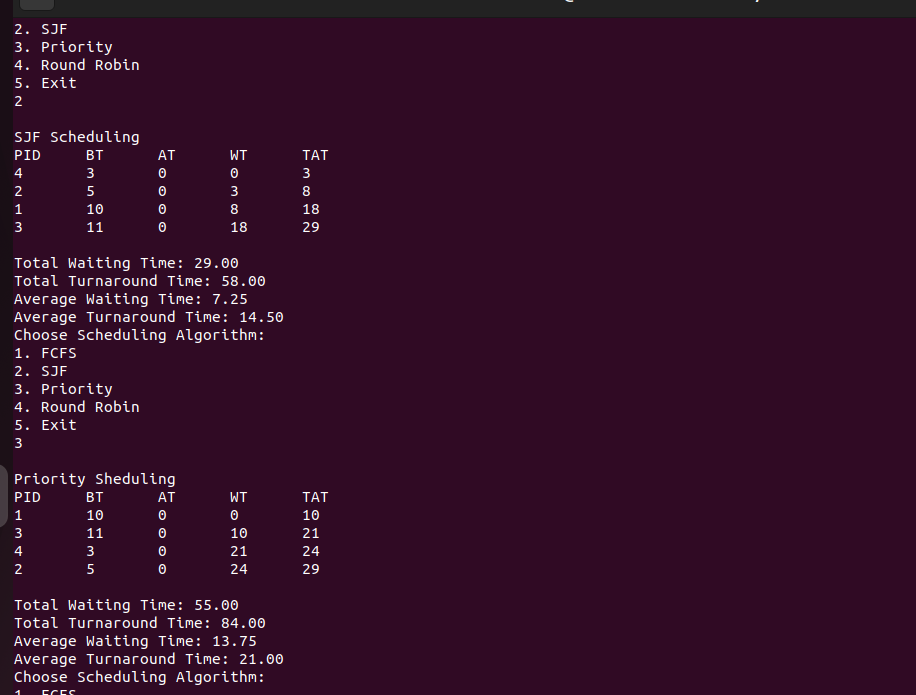 2. SJF
3. Priority
4. Round Robin
5. Exit
2
SJF Scheduling
PID BT AT WT TAT
4 3 0 0 3
2 5 0 3 8
1 10 0 8 18
3 11 0 18 29
Total Waiting Time: 29.00
Total Turnaround Time: 58.00
Average Waiting Time: 7.25
Average Turnaround Time: 14.50
Choose Scheduling Algorithm:
1. FCFS
2. SJF
3. Priority
4. Round Robin
5. Exit
3
Priority Sheduling
PID BT AT WT TAT
1 10 0 0 10
3 11 0 10 21
4 3 0 21 24
2 5 0 24 29
Total Waiting Time: 55.00
Total Turnaround Time: 84.00
Average Waiting Time: 13.75
Average Turnaround Time: 21.00
Choose Scheduling Algorithm:
1. FCFS